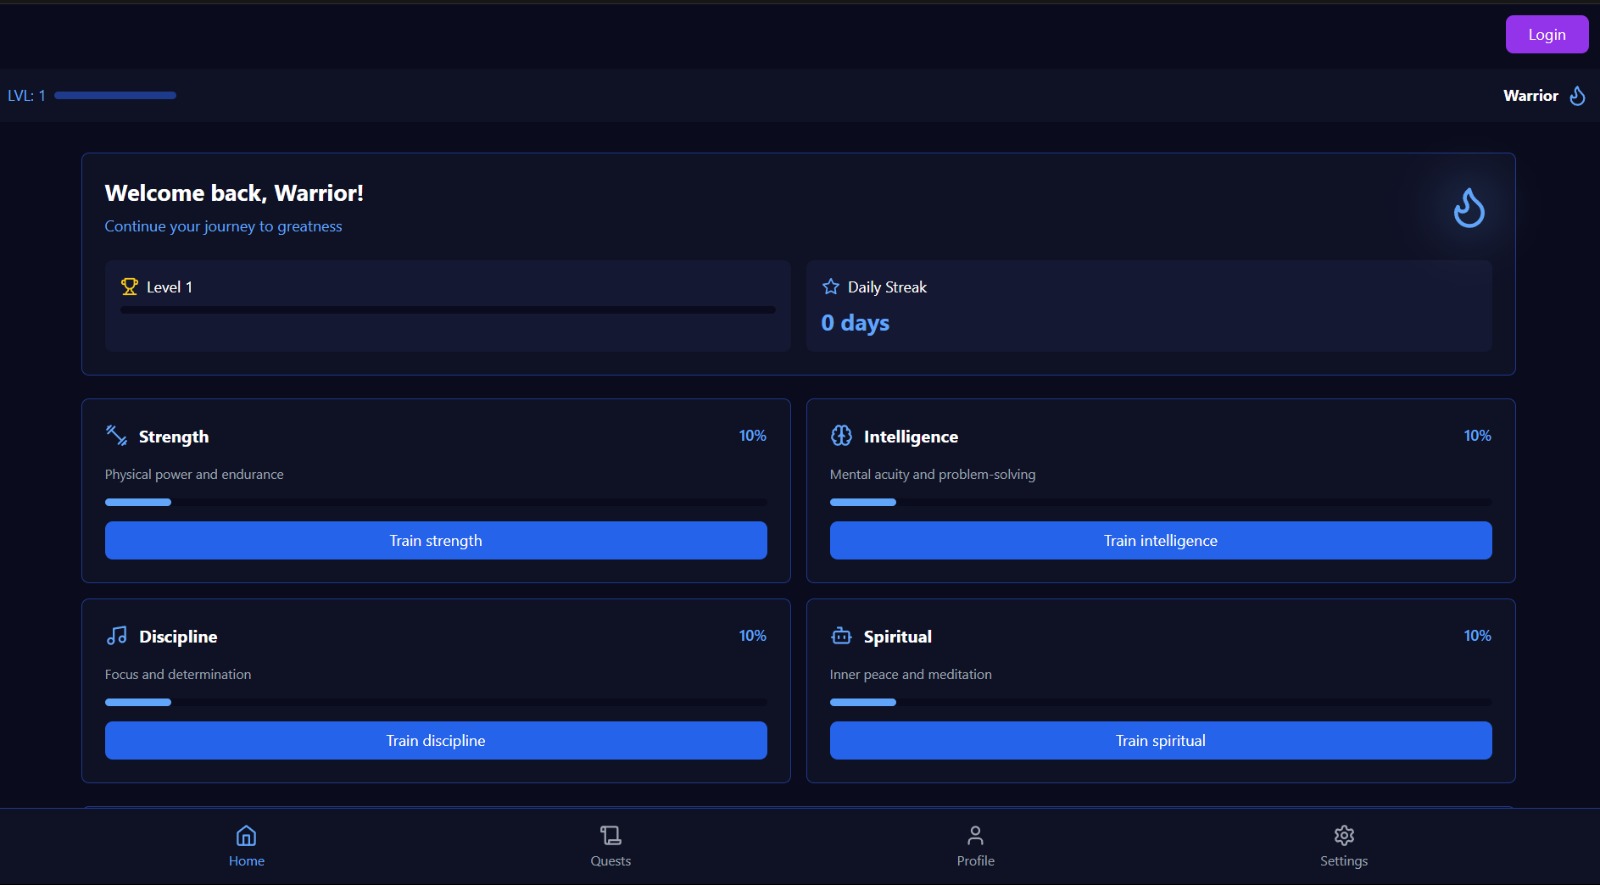 Login
LVL: 1
Warrior
Welcome back, Warrior!
Continue your journey to greatness
Level 1
Daily Streak
0 days
Strength
10%
Physical power and endurance
Train strength
Intelligence
10%
Mental acuity and problem-solving
Train intelligence
Discipline
10%
Focus and determination
Train discipline
Spiritual
10%
Inner peace and meditation
Train spiritual
Home
Quests
Profile
Settings